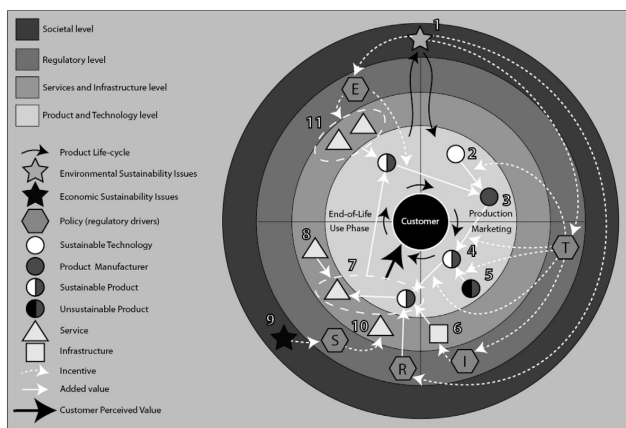 Societal level
Regulatory level
Services and Infrastructure level
Product and Technology level
Product Life-cycle
Environmental Sustainability Issues
Economic Sustainability Issues
Policy (regulatory drivers)
Sustainable Technology
Product Manufacturer
Sustainable Product
Unsustainable Product
Service
Infrastructure
Incentive
Added value
Customer Perceived Value
1
E
11
2
3
End-of-Life
Use Phase
Customer
Production
Marketing
T
8
7
4
5
9
10
6
S
R
I